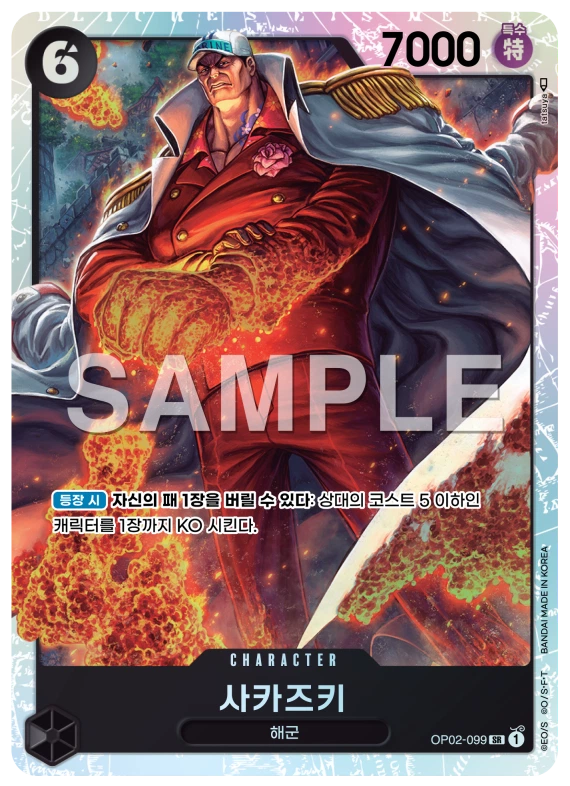 6
7000
특수
特
MARINE
tatsuya
SAMPLE
등장 시 자신의 패 1장을 버릴 수 있다: 상대의 코스트 5 이하인
캐릭터를 1장까지 KO 시킨다.
©EO/S ©O/S·F·T BANDAI MADE IN KOREA
CHARACTER
사카즈키
해군
OP02-099 SR 1